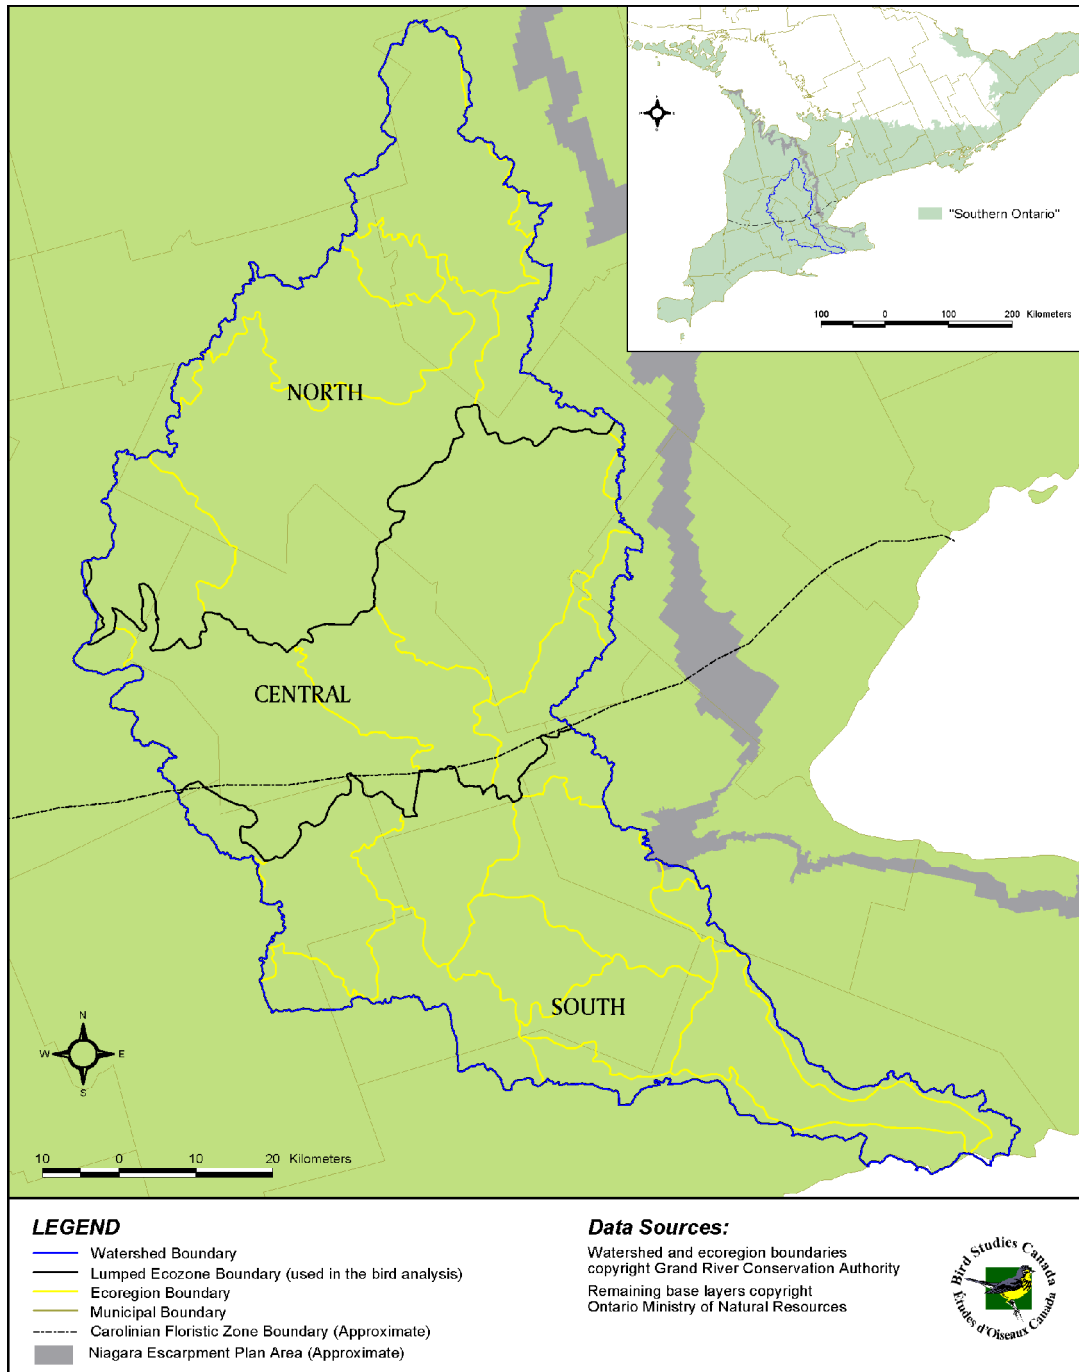 "Southern Ontario"
100 0 100 200 Kilometers
NORTH
CENTRAL
SOUTH
N
W E
S
10 0 10 20 Kilometers
LEGEND
Watershed Boundary
Lumped Ecozone Boundary (used in the bird analysis)
Ecoregion Boundary
Municipal Boundary
Carolinian Floristic Zone Boundary (Approximate)
Niagara Escarpment Plan Area (Approximate)
Data Sources:
Watershed and ecoregion boundaries
copyright Grand River Conservation Authority
Remaining base layers copyright
Ontario Ministry of Natural Resources
Bird Studies Canada
Études d'Oiseaux Canada